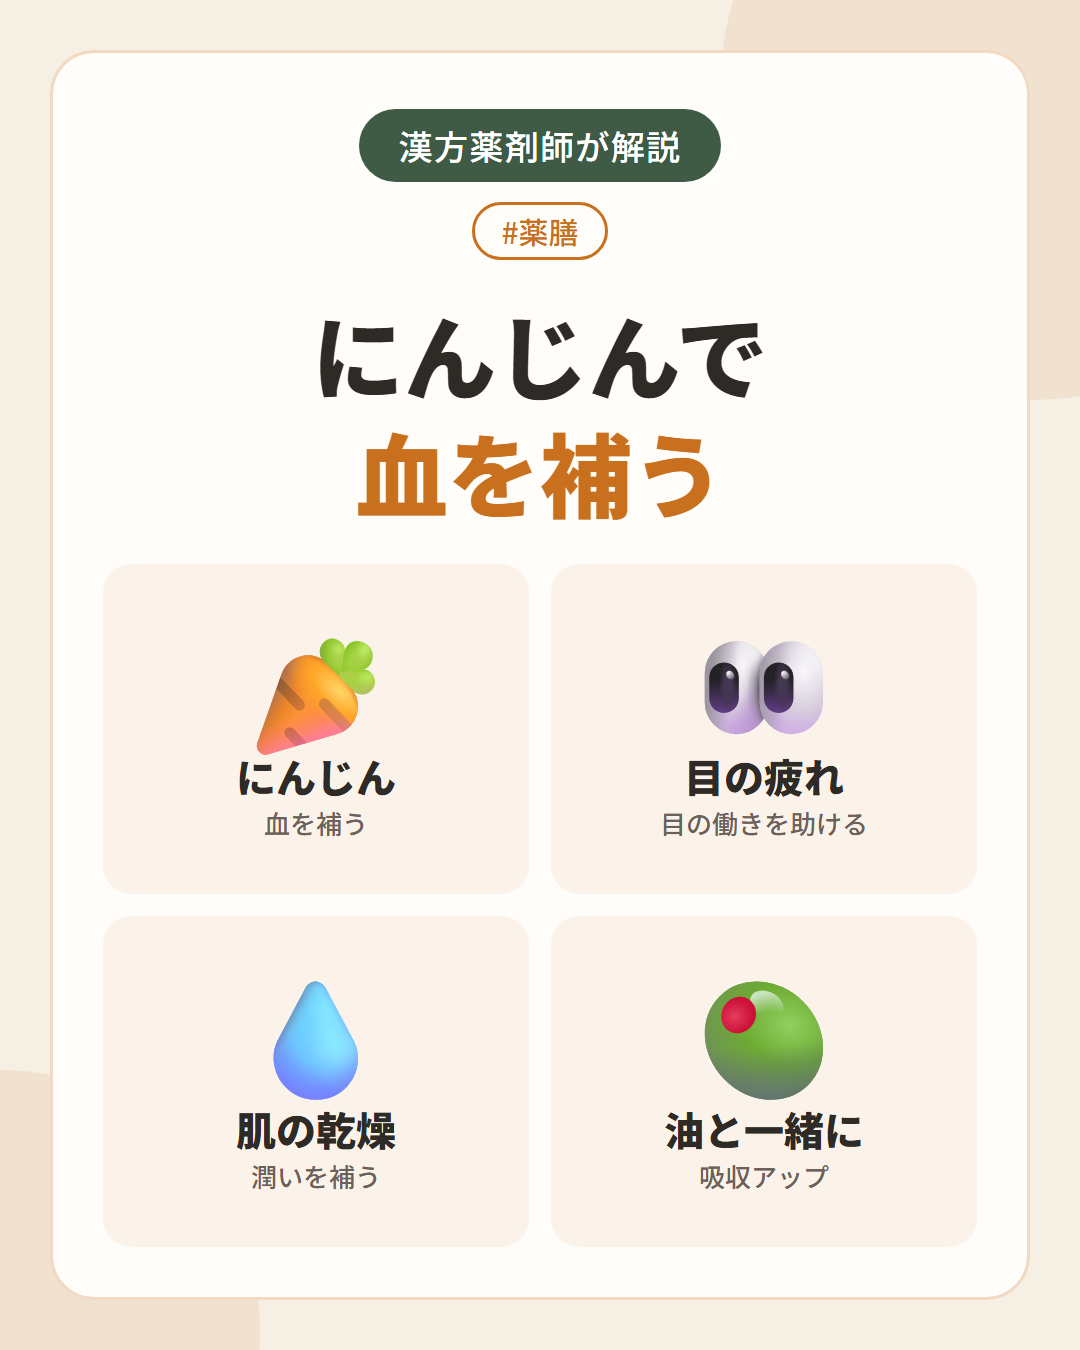 漢方薬剤師が解説
#薬膳
にんじんで
血を補う
にんじん
血を補う
目の疲れ
目の働きを助ける
肌の乾燥
潤いを補う
油と一緒に
吸収アップ